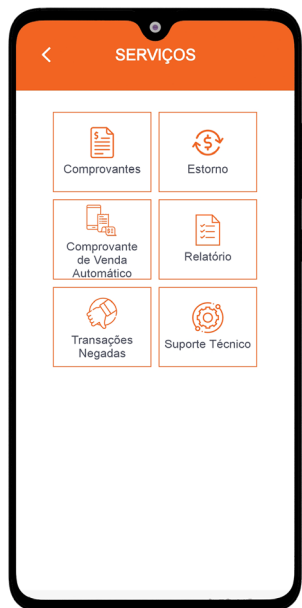 SERVIÇOS
Comprovantes
Estorno
Comprovante
de Venda
Automático
Relatório
Transações
Negadas
Suporte Técnico